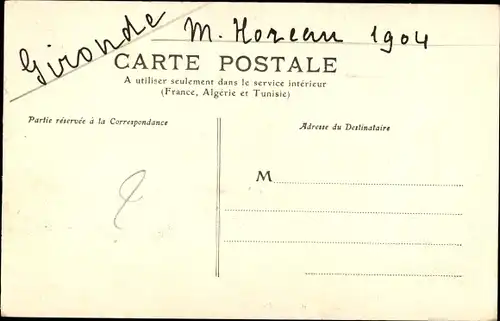 Gironde
M. Horeau 1904
CARTE POSTALE
A utiliser seulement dans le service intérieur
(France, Algérie et Tunisie)
Partie réservée à la Correspondance
Adresse du Destinataire
M